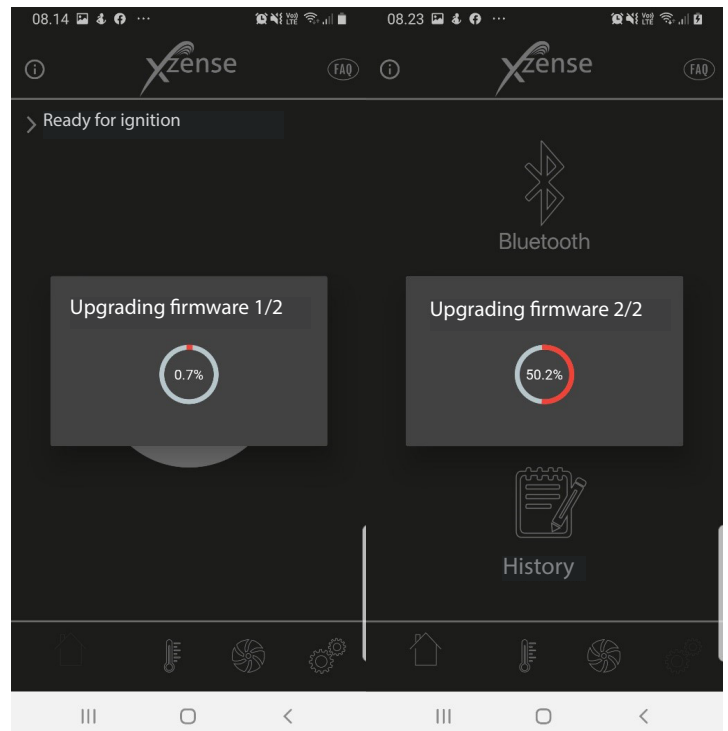 08.14
Xzense
FAQ
Ready for ignition
Upgrading firmware 1/2
0.7%
08.23
Xzense
FAQ
Bluetooth
Upgrading firmware 2/2
50.2%
History